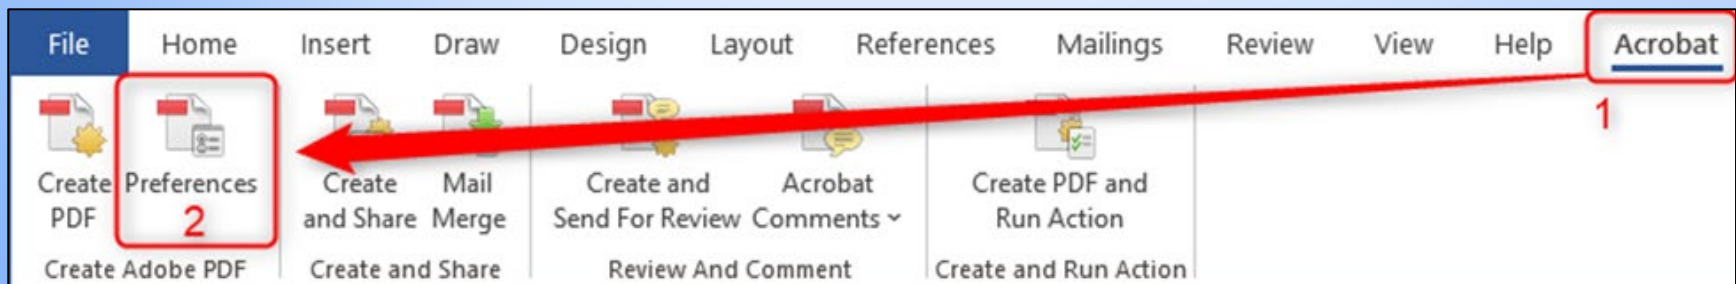 File Home Insert Draw Design Layout References Mailings Review View Help Acrobat
1
Create Preferences Create Mail Create and Acrobat Create PDF and
PDF 2 and Share Merge Send For Review Comments Run Action
Create Adobe PDF Create and Share Review And Comment Create and Run Action